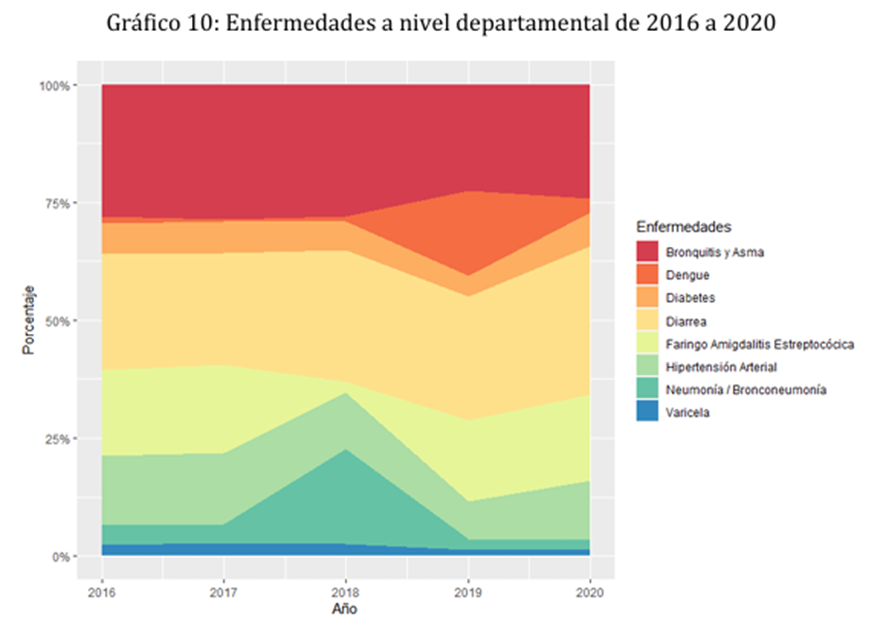 Gráfico 10: Enfermedades a nivel departamental de 2016 a 2020
100%
75%
50%
25%
0%
Porcentaje
2016 2017 2018 2019 2020
Año
Enfermedades
Bronquitis y Asma
Dengue
Diabetes
Diarrea
Faringo Amigdalitis Estreptocócica
Hipertensión Arterial
Neumonía / Bronconeumonía
Varicela